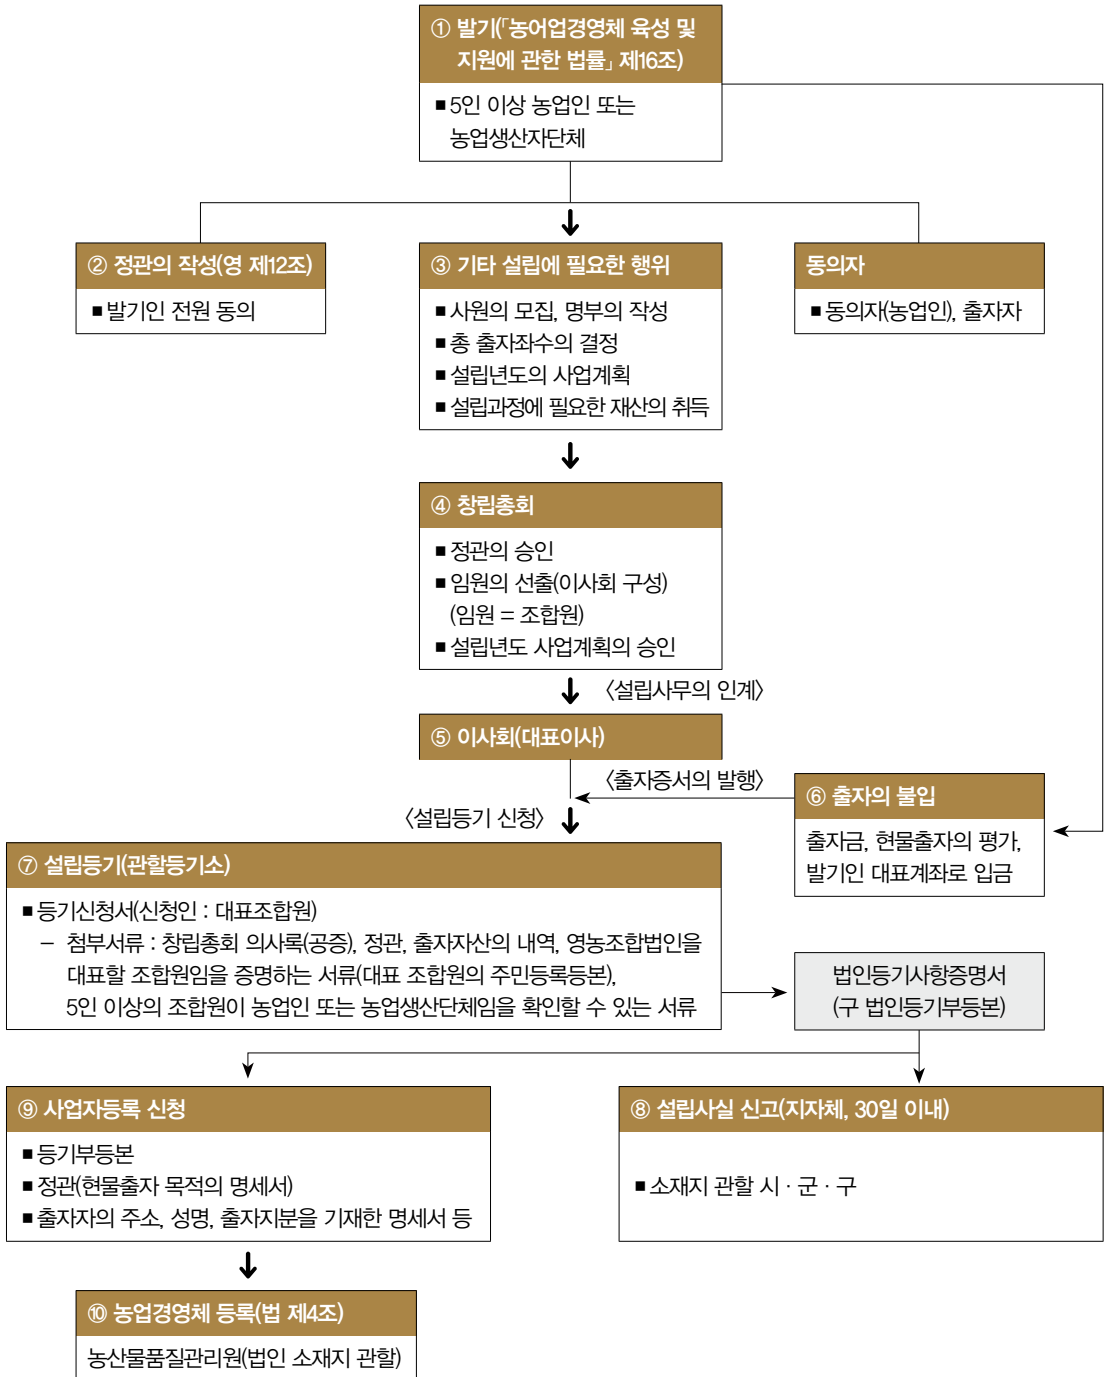 ① 발기(「농어업경영체 육성 및
지원에 관한 법률」 제16조)
■ 5인 이상 농업인 또는
농업생산자단체
② 정관의 작성(영 제12조)
■ 발기인 전원 동의
③ 기타 설립에 필요한 행위
■ 사원의 모집, 명부의 작성
■ 총 출자좌수의 결정
■ 설립년도의 사업계획
■ 설립과정에 필요한 재산의 취득
동의자
■ 동의자(농업인), 출자자
④ 창립총회
■ 정관의 승인
■ 임원의 선출(이사회 구성)
(임원 = 조합원)
■ 설립년도 사업계획의 승인
〈설립사무의 인계〉
⑤ 이사회(대표이사)
〈출자증서의 발행〉
⑥ 출자의 불입
출자금, 현물출자의 평가,
발기인 대표계좌로 입금
〈설립등기 신청〉
⑦ 설립등기(관할등기소)
■ 등기신청서(신청인 : 대표조합원)
– 첨부서류 : 창립총회 의사록(공증), 정관, 출자자산의 내역, 영농조합법인을
대표할 조합원임을 증명하는 서류(대표 조합원의 주민등록등본),
5인 이상의 조합원이 농업인 또는 농업생산단체임을 확인할 수 있는 서류
법인등기사항증명서
(구 법인등기부등본)
⑨ 사업자등록 신청
■ 등기부등본
■ 정관(현물출자 목적의 명세서)
■ 출자자의 주소, 성명, 출자지분을 기재한 명세서 등
⑧ 설립사실 신고(지자체, 30일 이내)
■ 소재지 관할 시 · 군 · 구
⑩ 농업경영체 등록(법 제4조)
농산물품질관리원(법인 소재지 관할)